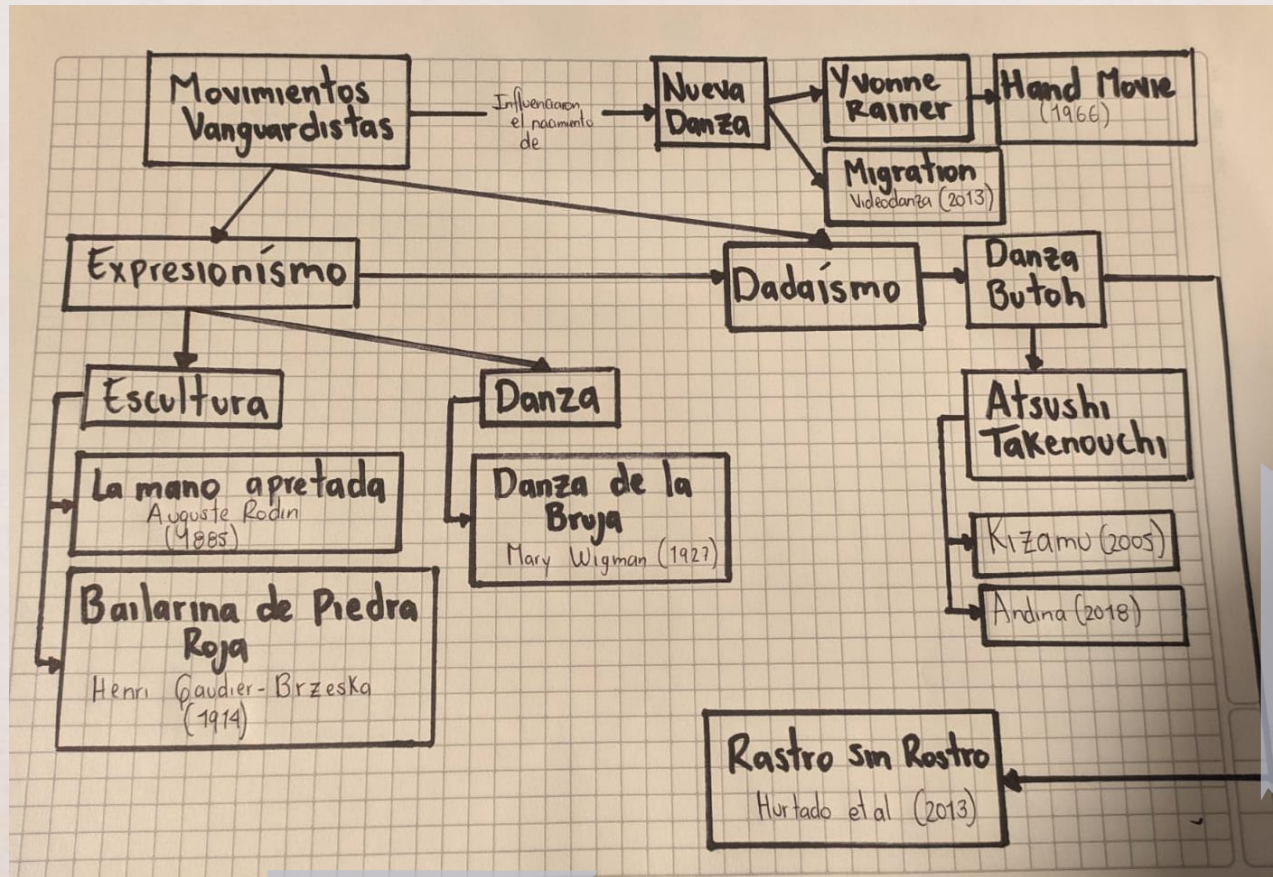 Movimientos
Vanguardistas
Influenciaron
el nacimiento
de
Nueva
Danza
Yvonne
Rainer
Hand Movie
(1966)
Migration
Videodanza (2013)
Expresionísmo
Dadaísmo
Danza
Butoh
Escultura
Danza
Atsushi
Takenouchi
La mano apretada
Auguste Rodin
(1885)
Danza de la
Bruja
Mary Wigman (1927)
Kizamu (2005)
Andina (2018)
Bailarina de Piedra
Roja
Henri Gaudier-Brzeska
(1914)
Rastro sin Rostro
Hurtado et al (2013)